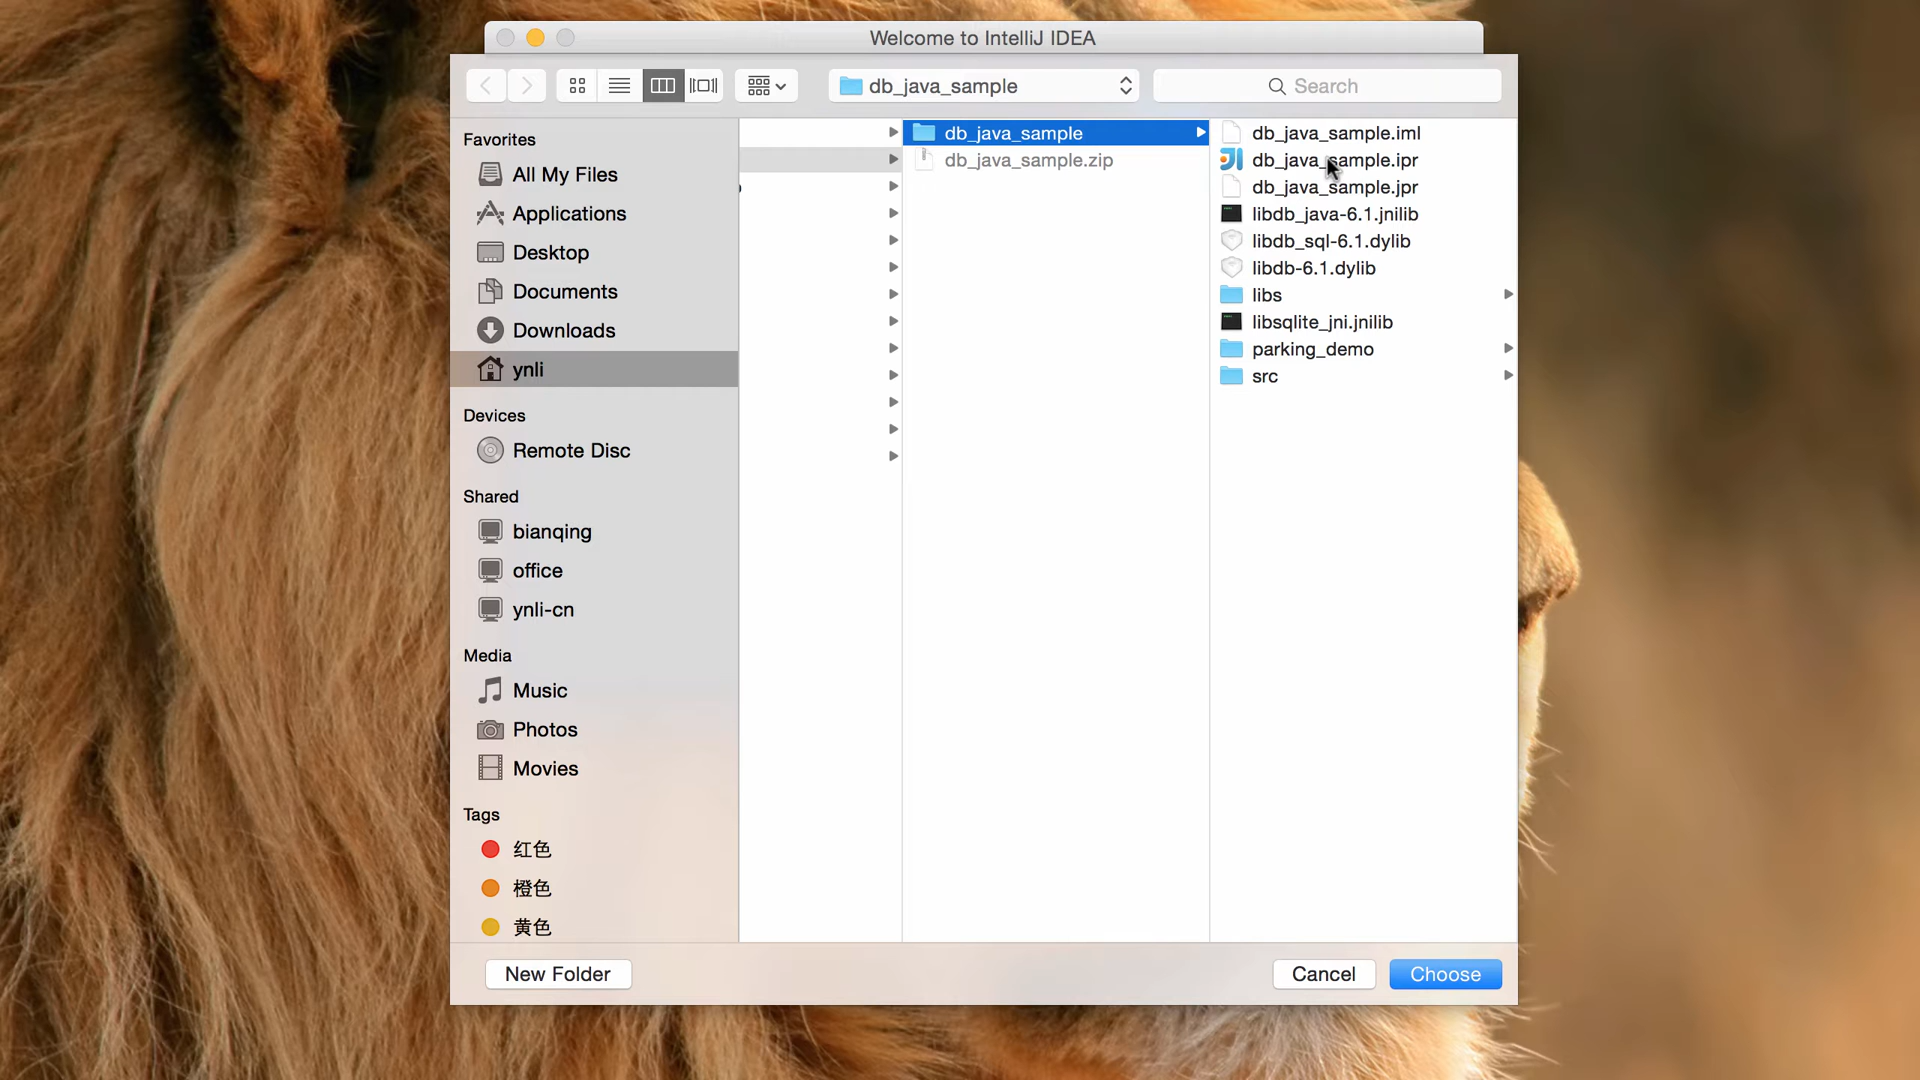 Welcome to IntelliJ IDEA
db_java_sample
Search
Favorites
All My Files
Applications
Desktop
Documents
Downloads
ynli
Devices
Remote Disc
Shared
bianqing
office
ynli-cn
Media
Music
Photos
Movies
Tags
红色
橙色
黄色
db_java_sample
db_java_sample.zip
db_java_sample.iml
db_java_sample.ipr
db_java_sample.jpr
libdb_java-6.1.jnilib
libdb_sql-6.1.dylib
libdb-6.1.dylib
libs
libsqlite_jni.jnilib
parking_demo
src
New Folder
Cancel
Choose